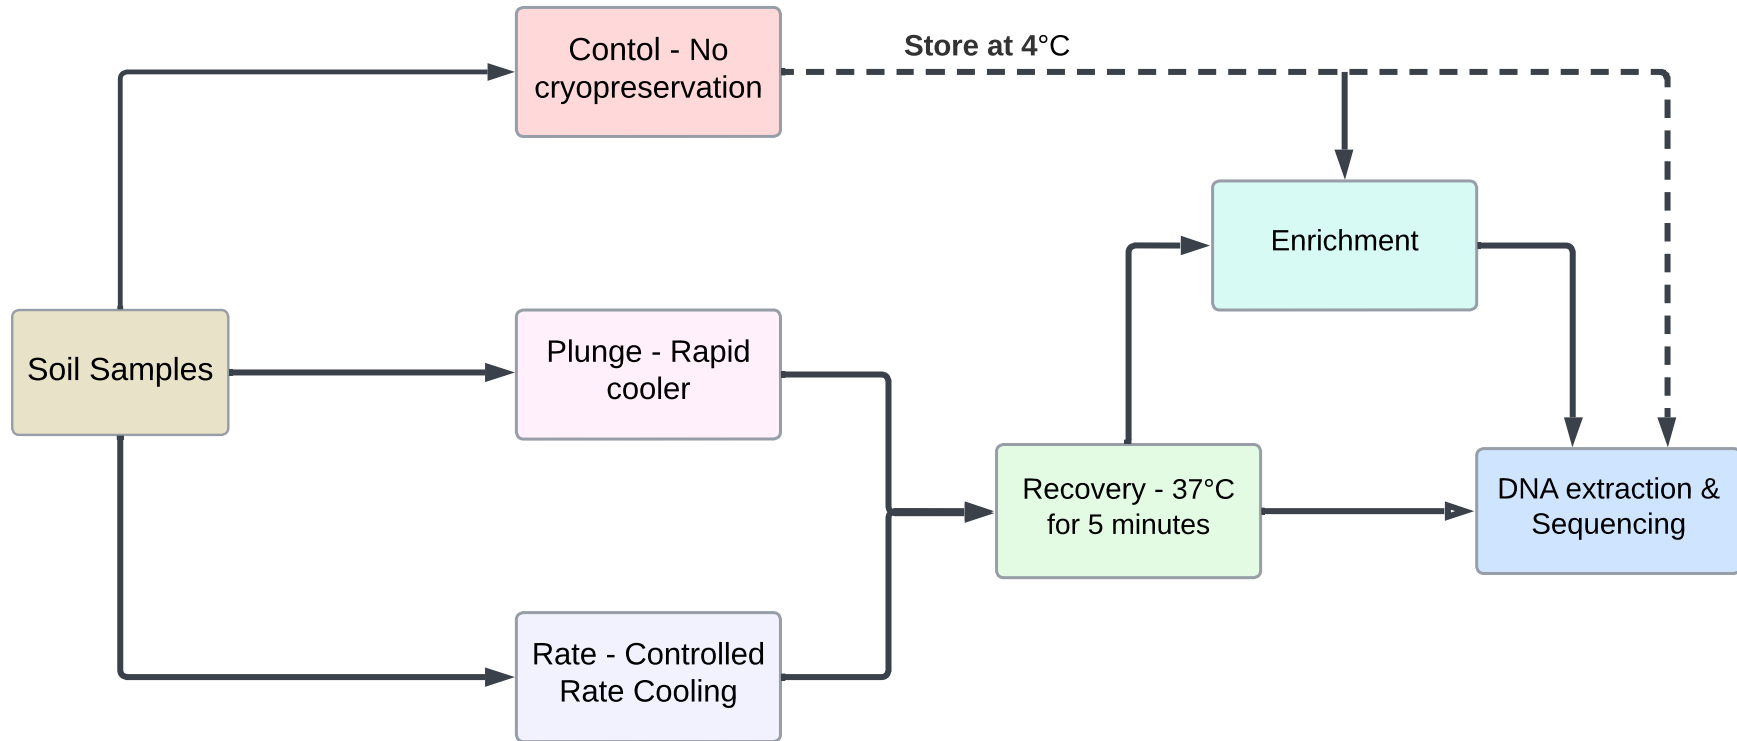 Contol - No
cryopreservation
Store at 4°C
Enrichment
Soil Samples
Plunge - Rapid
cooler
Recovery - 37°C
for 5 minutes
DNA extraction &
Sequencing
Rate - Controlled
Rate Cooling